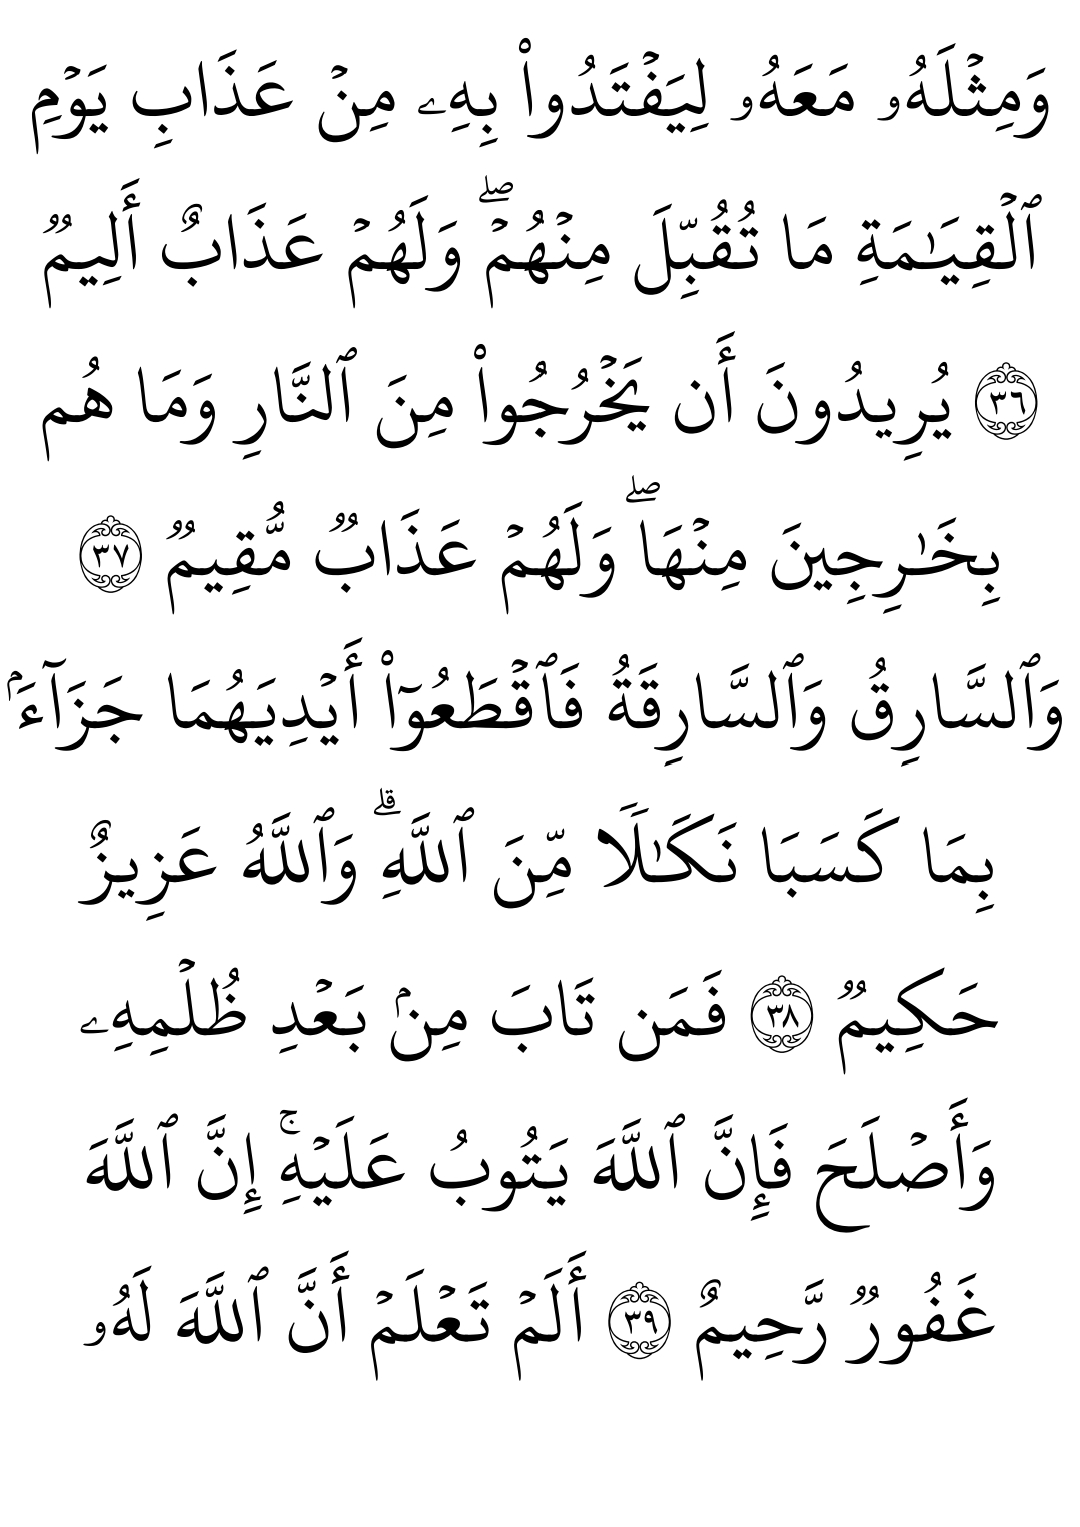 وَمِثۡلَهُۥ مَعَهُۥ لِيَفۡتَدُواْ بِهِۦ مِنۡ عَذَابِ يَوۡمِ
ٱلۡقِيَٰمَةِ مَا تُقُبِّلَ مِنۡهُمۡۖ وَلَهُمۡ عَذَابٌ أَلِيمٞ
٣٦ يُرِيدُونَ أَن يَخۡرُجُواْ مِنَ ٱلنَّارِ وَمَا هُم
بِخَٰرِجِينَ مِنۡهَاۖ وَلَهُمۡ عَذَابٞ مُّقِيمٞ ٣٧
وَٱلسَّارِقُ وَٱلسَّارِقَةُ فَٱقۡطَعُوٓاْ أَيۡدِيَهُمَا جَزَآءَۢ
بِمَا كَسَبَا نَكَٰلٗا مِّنَ ٱللَّهِۗ وَٱللَّهُ عَزِيزٌ
حَكِيمٞ ٣٨ فَمَن تَابَ مِنۢ بَعۡدِ ظُلۡمِهِۦ
وَأَصۡلَحَ فَإِنَّ ٱللَّهَ يَتُوبُ عَلَيۡهِۚ إِنَّ ٱللَّهَ
غَفُورٞ رَّحِيمٌ ٣٩ أَلَمۡ تَعۡلَمۡ أَنَّ ٱللَّهَ لَهُۥ